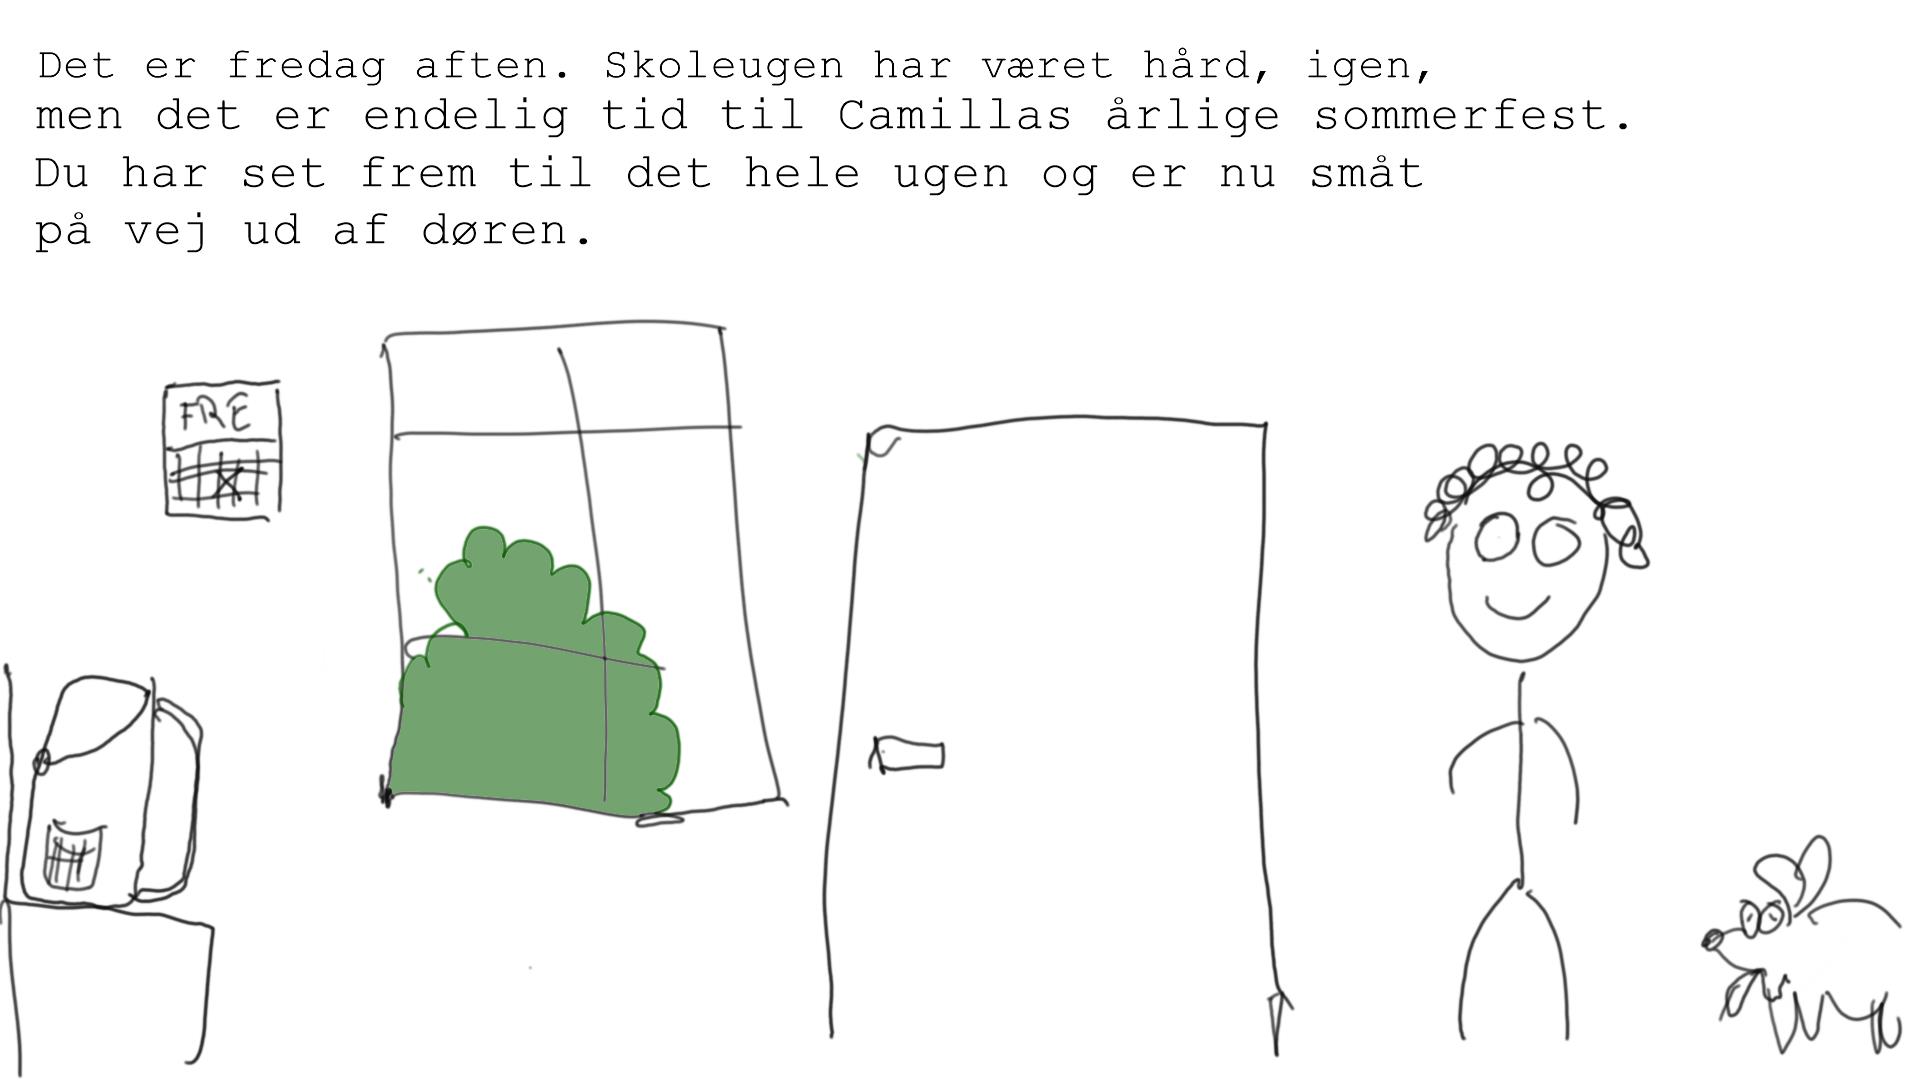 Det er fredag aften. Skoleugen har været hård, igen,
men det er endelig tid til Camillas årlige sommerfest.
Du har set frem til det hele ugen og er nu småt
på vej ud af døren.
FRE